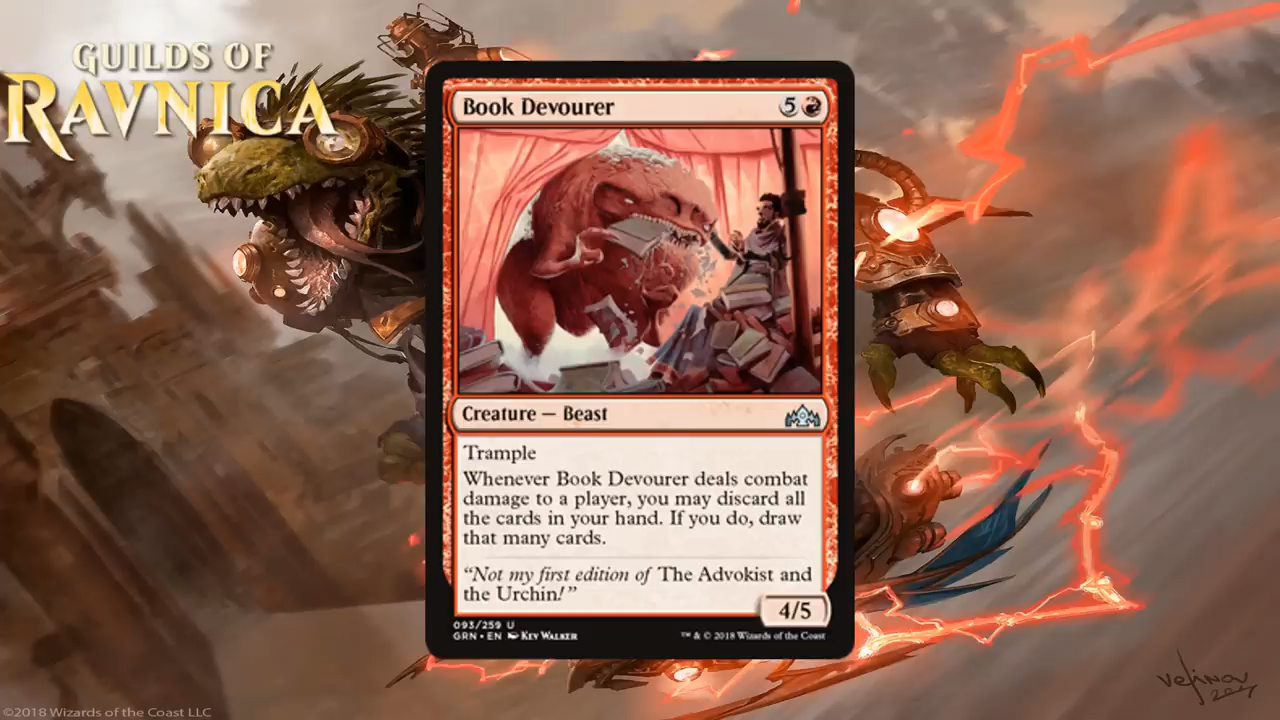 GUILDS OF
RAVNICA
Book Devourer 5
Creature — Beast
Trample
Whenever Book Devourer deals combat
damage to a player, you may discard all
the cards in your hand. If you do, draw
that many cards.
“Not my first edition of The Advokist and
the Urchin!”
4/5
093/259 U
GRN • EN Kev Walker
™ & © 2018 Wizards of the Coast
©2018 Wizards of the Coast LLC